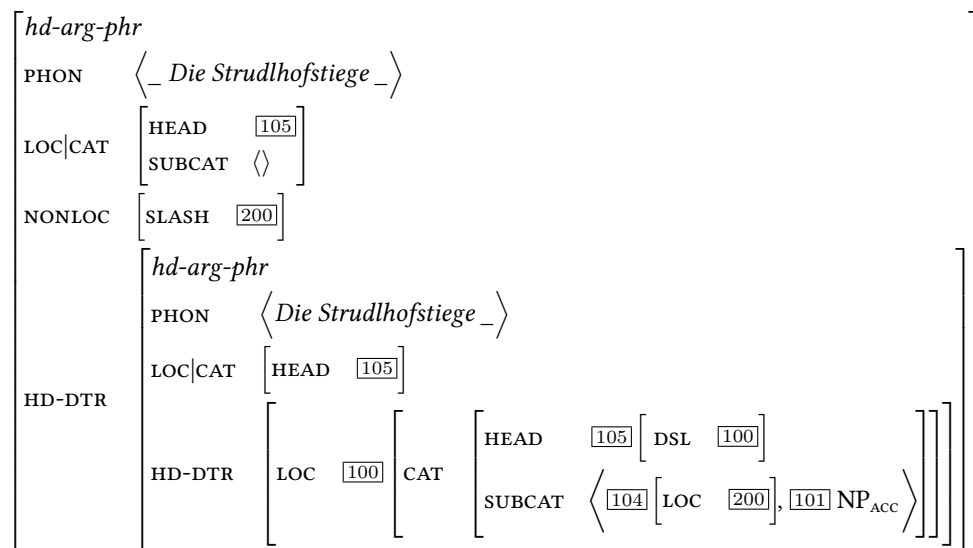 hd-arg-phr
PHON ⟨_ Die Strudlhofstiege _⟩
LOC|CAT [HEAD 105
SUBCAT ⟨⟩]
NONLOC [SLASH 200]
HD-DTR [hd-arg-phr
PHON ⟨Die Strudlhofstiege _⟩
LOC|CAT [HEAD 105]
HD-DTR [LOC 100 [CAT [HEAD 105 [DSL 100]
SUBCAT ⟨104 [LOC 200], 101 NP_ACC⟩]]]]